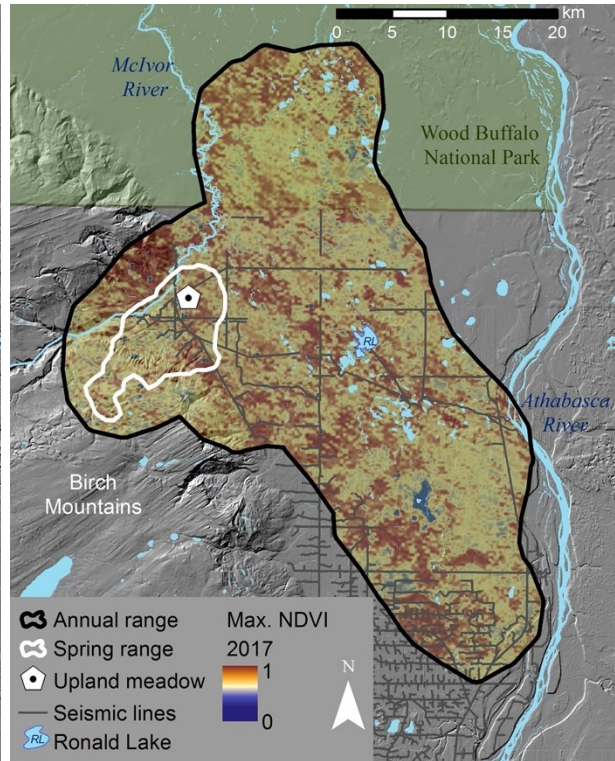 km
0 5 10 20
McIvor
River
Wood Buffalo
National Park
RL
Athabasca
River
Birch
Mountains
Annual range
Spring range
Upland meadow
Seismic lines
RL Ronald Lake
Max. NDVI
2017
1
0
N